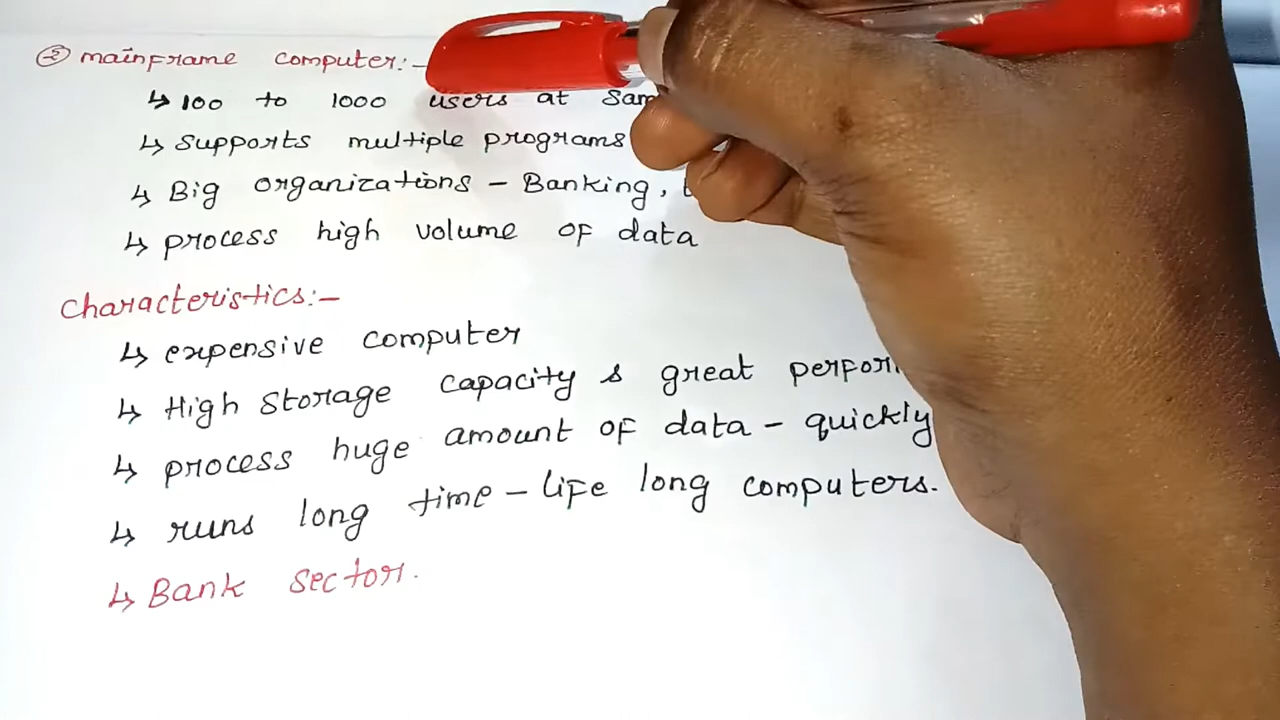 ② mainframe computer:-
↳ 100 to 1000 users at
↳ Supports multiple programs
↳ Big organizations - Banking,
↳ process high volume of data
Characteristics:-
↳ expensive computer
↳ High Storage capacity & great
↳ process huge amount of data - quickly
↳ runs long time - life long computers.
↳ Bank sector.